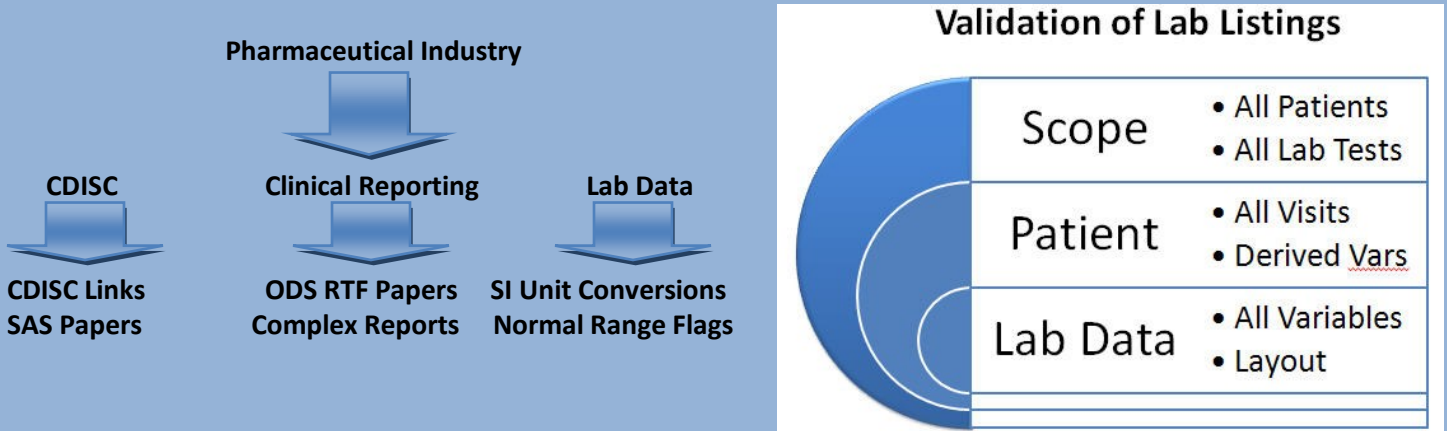 Pharmaceutical Industry
CDISC Clinical Reporting Lab Data
CDISC Links ODS RTF Papers SI Unit Conversions
SAS Papers Complex Reports Normal Range Flags
Validation of Lab Listings
Scope
• All Patients
• All Lab Tests
Patient
• All Visits
• Derived Vars
Lab Data
• All Variables
• Layout